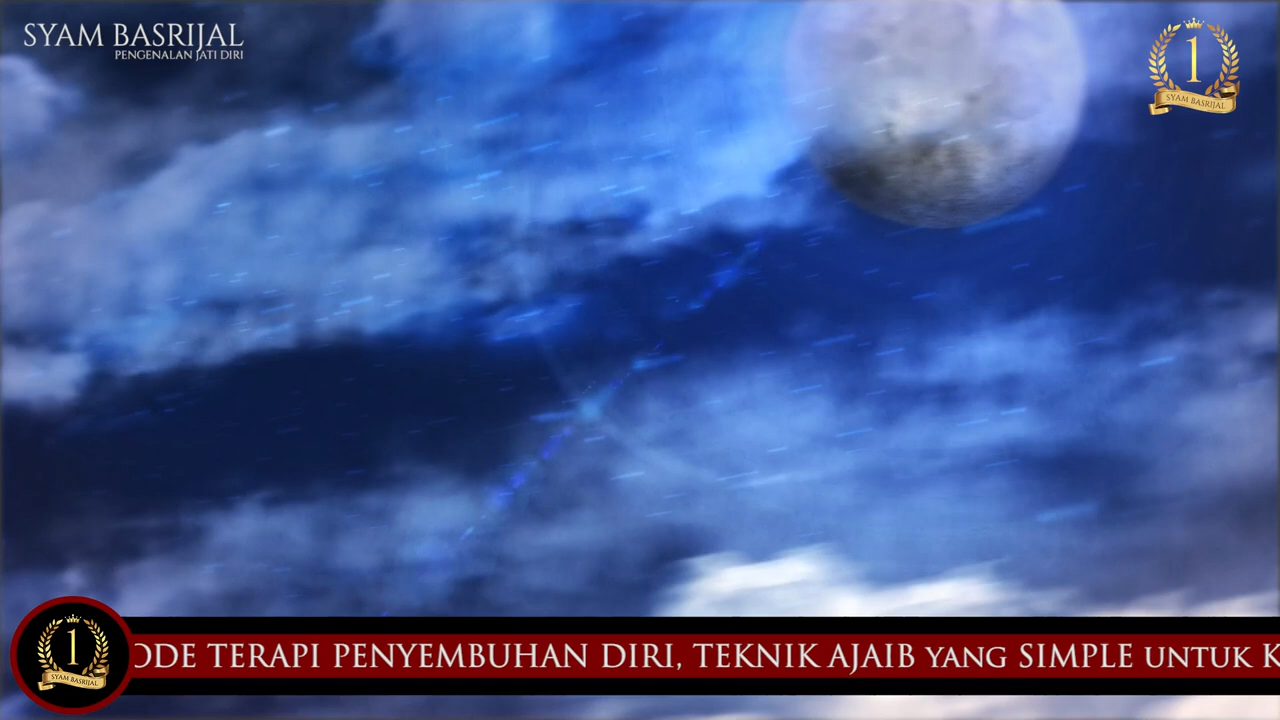 SYAM BASRIJAL
PENGENALAN JATI DIRI
1
SYAM BASRIJAL
1
SYAM BASRIJAL
ODE TERAPI PENYEMBUHAN DIRI, TEKNIK AJAIB YANG SIMPLE UNTUK K